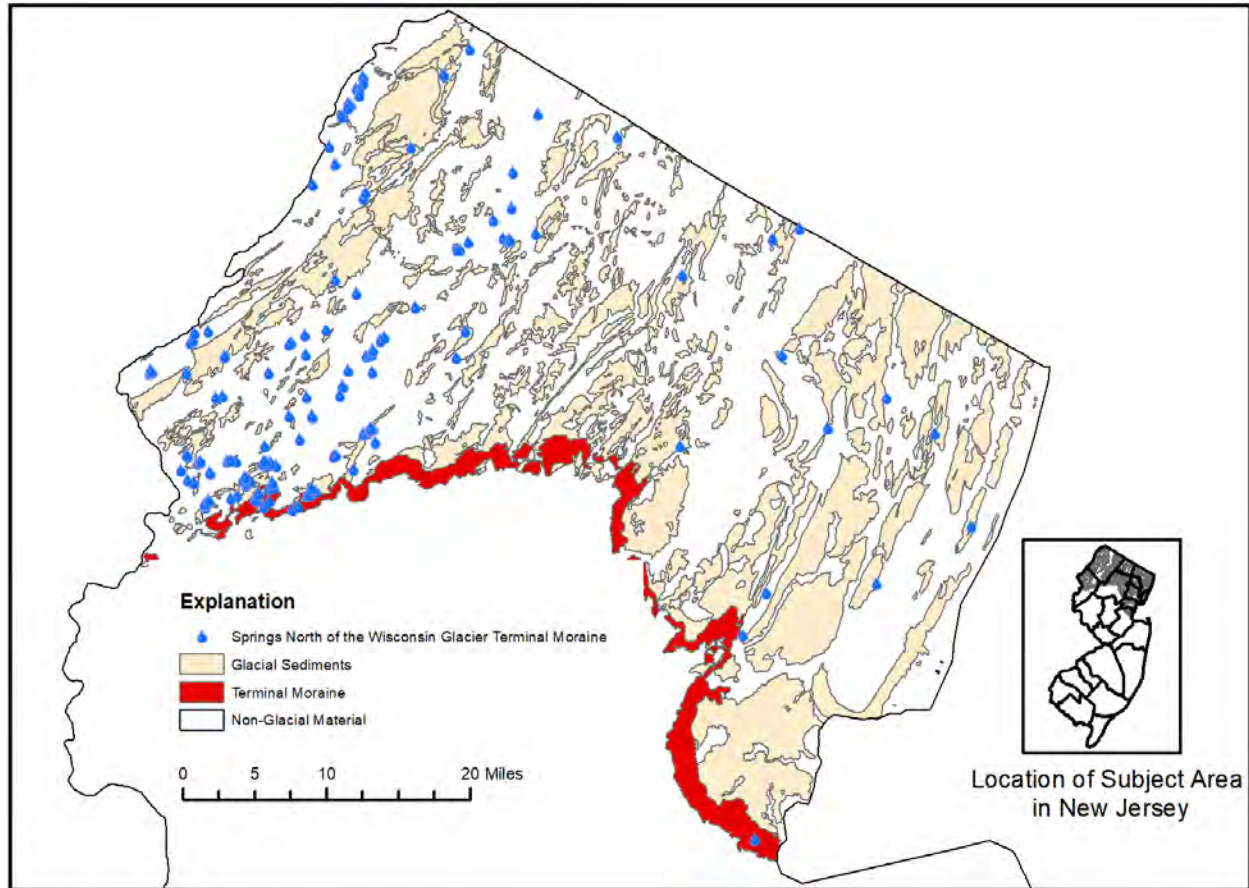 Explanation
Springs North of the Wisconsin Glacier Terminal Moraine
Glacial Sediments
Terminal Moraine
Non-Glacial Material
0 5 10 20 Miles
Location of Subject Area
in New Jersey